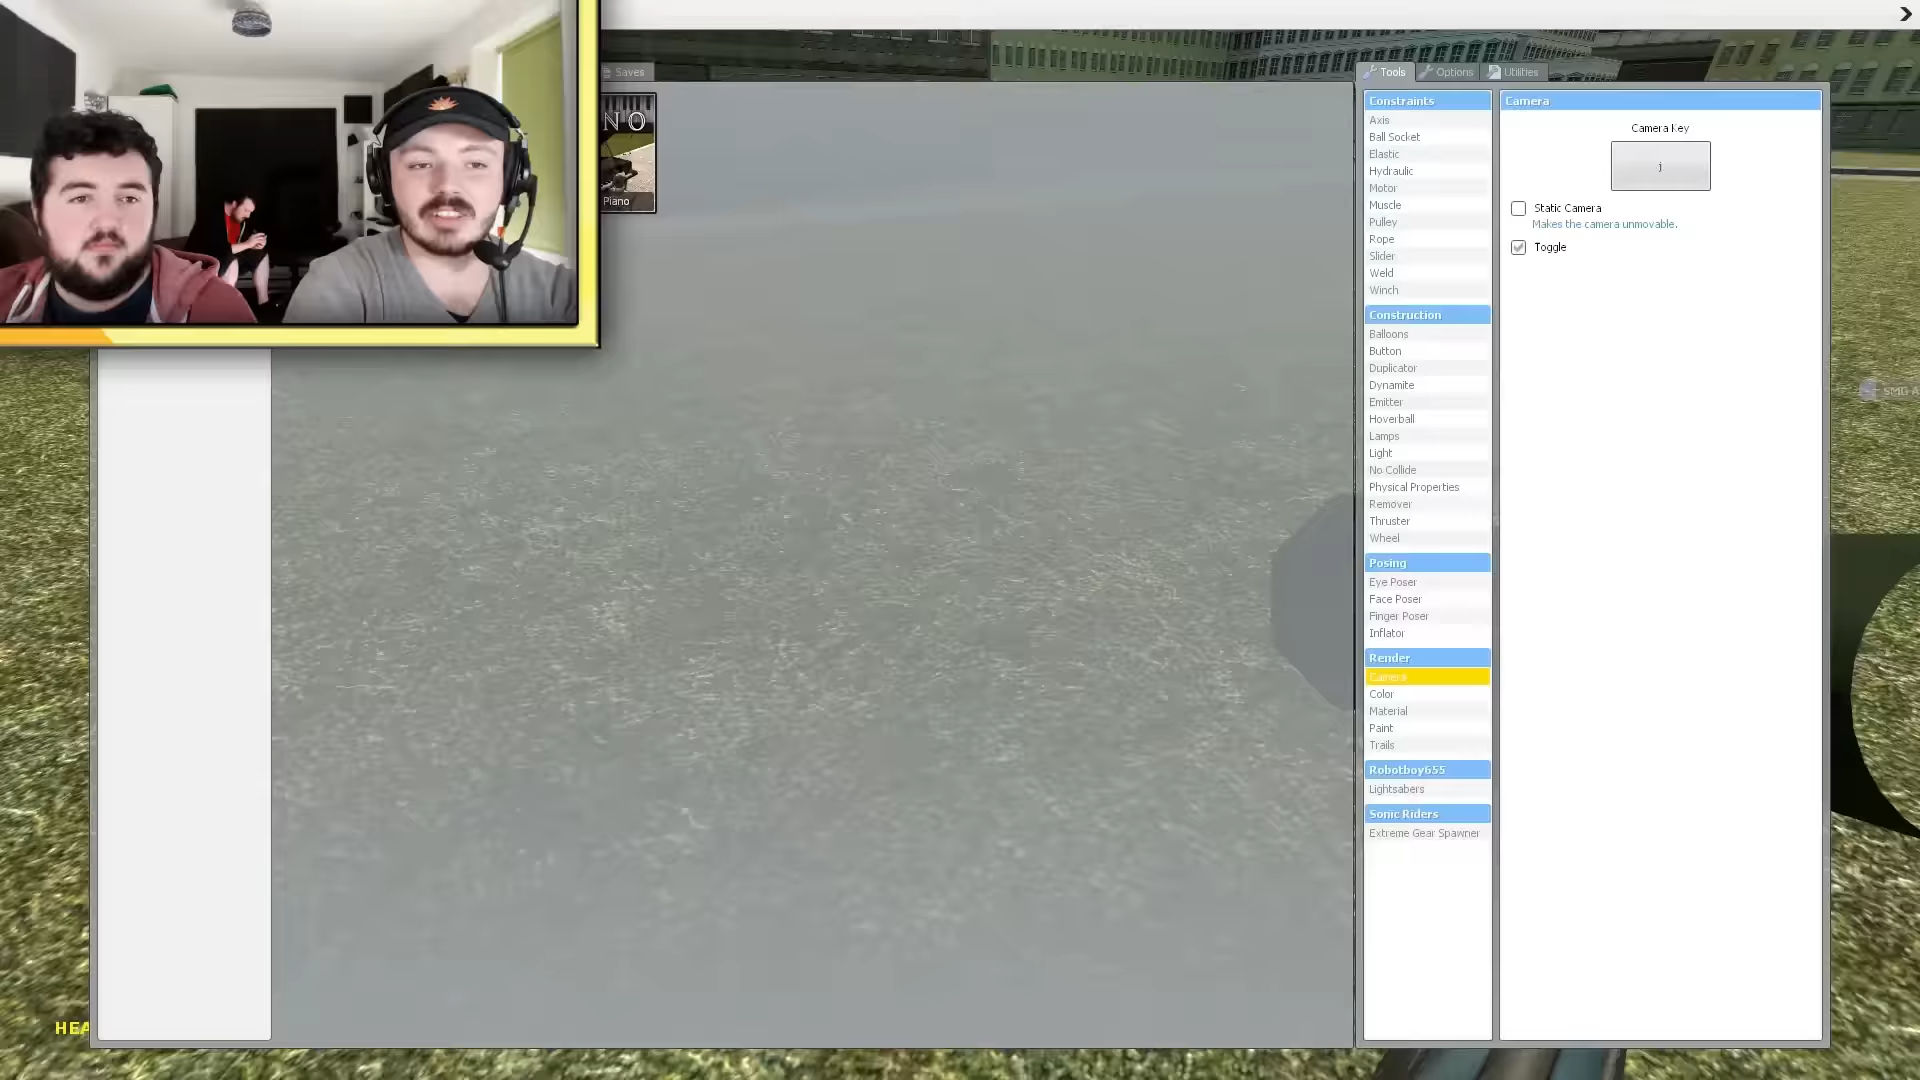 Saves
NO
Piano
Tools
Options
Utilities
Constraints
Axis
Ball Socket
Elastic
Hydraulic
Motor
Muscle
Pulley
Rope
Slider
Weld
Winch
Construction
Balloons
Button
Duplicator
Dynamite
Emitter
Hoverball
Lamps
Light
No Collide
Physical Properties
Remover
Thruster
Wheel
Posing
Eye Poser
Face Poser
Finger Poser
Inflator
Render
Camera
Color
Material
Paint
Trails
Robotboy655
Lightsabers
Sonic Riders
Extreme Gear Spawner
Camera
Camera Key
j
Static Camera
Makes the camera unmovable.
Toggle
SMG A
HEA